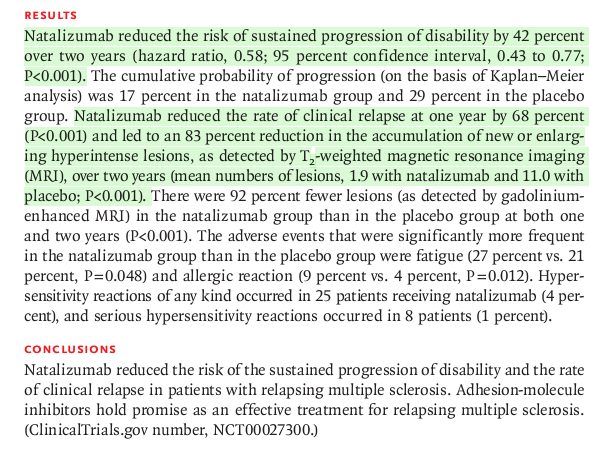 RESULTS
Natalizumab reduced the risk of sustained progression of disability by 42 percent
over two years (hazard ratio, 0.58; 95 percent confidence interval, 0.43 to 0.77;
P<0.001). The cumulative probability of progression (on the basis of Kaplan–Meier
analysis) was 17 percent in the natalizumab group and 29 percent in the placebo
group. Natalizumab reduced the rate of clinical relapse at one year by 68 percent
(P<0.001) and led to an 83 percent reduction in the accumulation of new or enlarg-
ing hyperintense lesions, as detected by T₂-weighted magnetic resonance imaging
(MRI), over two years (mean numbers of lesions, 1.9 with natalizumab and 11.0 with
placebo; P<0.001). There were 92 percent fewer lesions (as detected by gadolinium-
enhanced MRI) in the natalizumab group than in the placebo group at both one
and two years (P<0.001). The adverse events that were significantly more frequent
in the natalizumab group than in the placebo group were fatigue (27 percent vs. 21
percent, P=0.048) and allergic reaction (9 percent vs. 4 percent, P=0.012). Hyper-
sensitivity reactions of any kind occurred in 25 patients receiving natalizumab (4 per-
cent), and serious hypersensitivity reactions occurred in 8 patients (1 percent).
CONCLUSIONS
Natalizumab reduced the risk of the sustained progression of disability and the rate
of clinical relapse in patients with relapsing multiple sclerosis. Adhesion-molecule
inhibitors hold promise as an effective treatment for relapsing multiple sclerosis.
(ClinicalTrials.gov number, NCT00027300.)